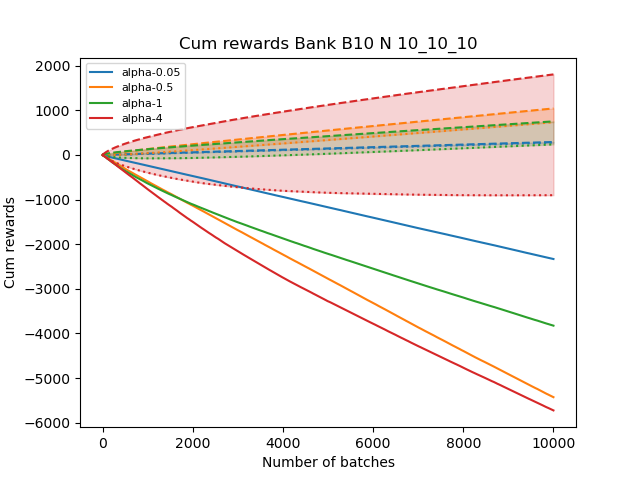 Cum rewards Bank B10 N 10_10_10
alpha-0.05
alpha-0.5
alpha-1
alpha-4
2000
1000
0
−1000
−2000
−3000
−4000
−5000
−6000
Cum rewards
0 2000 4000 6000 8000 10000
Number of batches